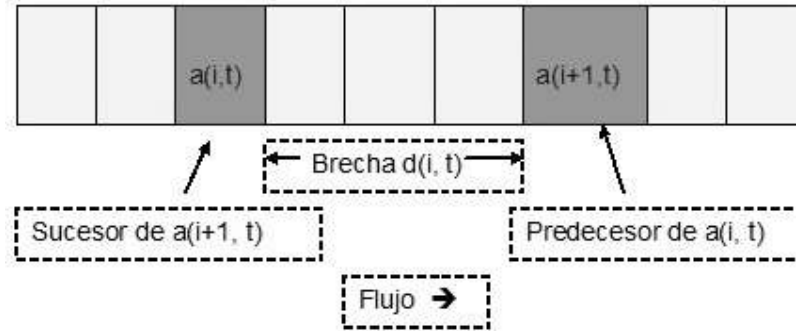 a(i,t)
a(i+1,t)
Brecha d(i, t)
Sucesor de a(i+1, t)
Predecesor de a(i, t)
Flujo ➔